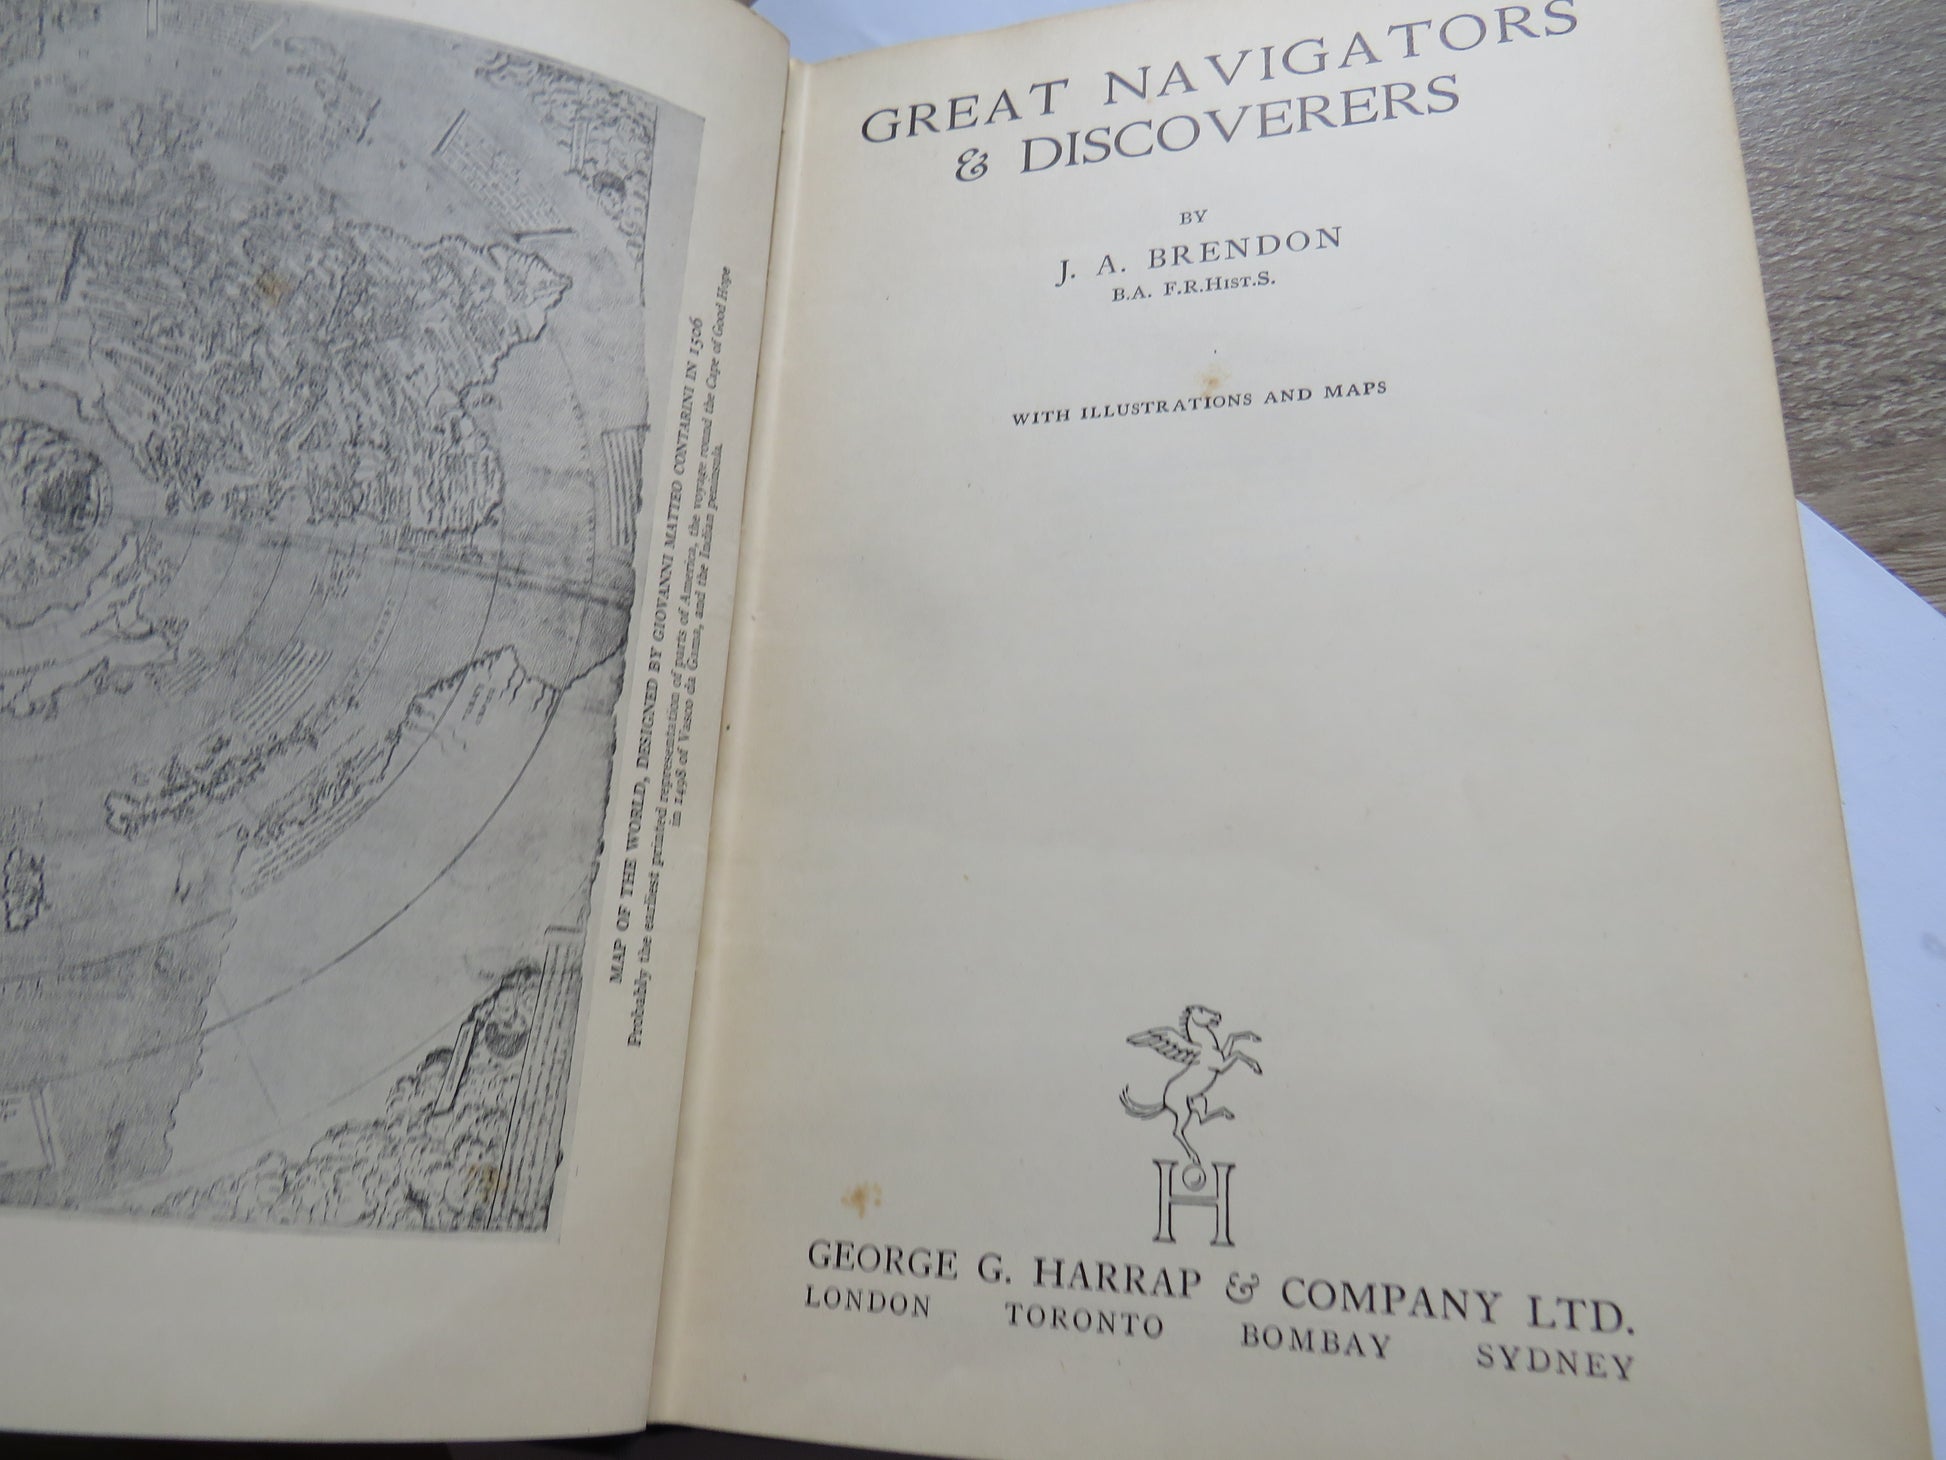 MAP OF THE WORLD, DESIGNED BY GIOVANNI MATTEO CONTARINI IN 1506
Probably the earliest printed representation of parts of America, the voyage round the Cape of Good Hope
in 1498 of Vasco da Gama, and the Indian peninsula.
GREAT NAVIGATORS
& DISCOVERERS
BY
J. A. BRENDON
B.A. F.R.HIST.S.
WITH ILLUSTRATIONS AND MAPS
H
GEORGE G. HARRAP & COMPANY LTD.
LONDON TORONTO BOMBAY SYDNEY